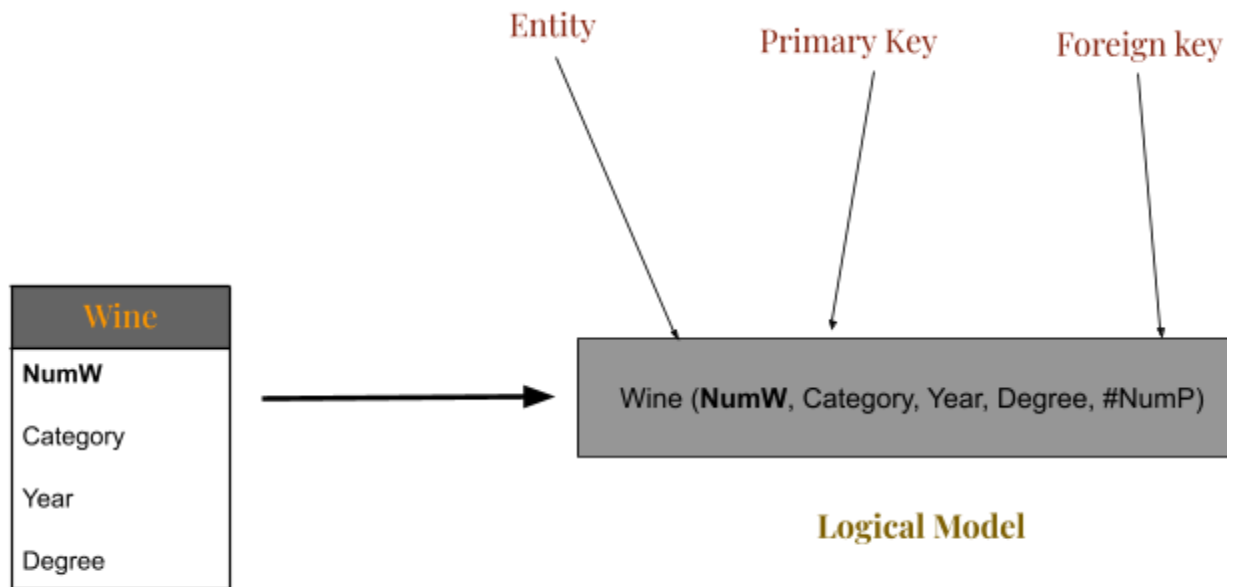 Entity
Primary Key
Foreign key
Wine
NumW
Category
Year
Degree
Wine (NumW, Category, Year, Degree, #NumP)
Logical Model